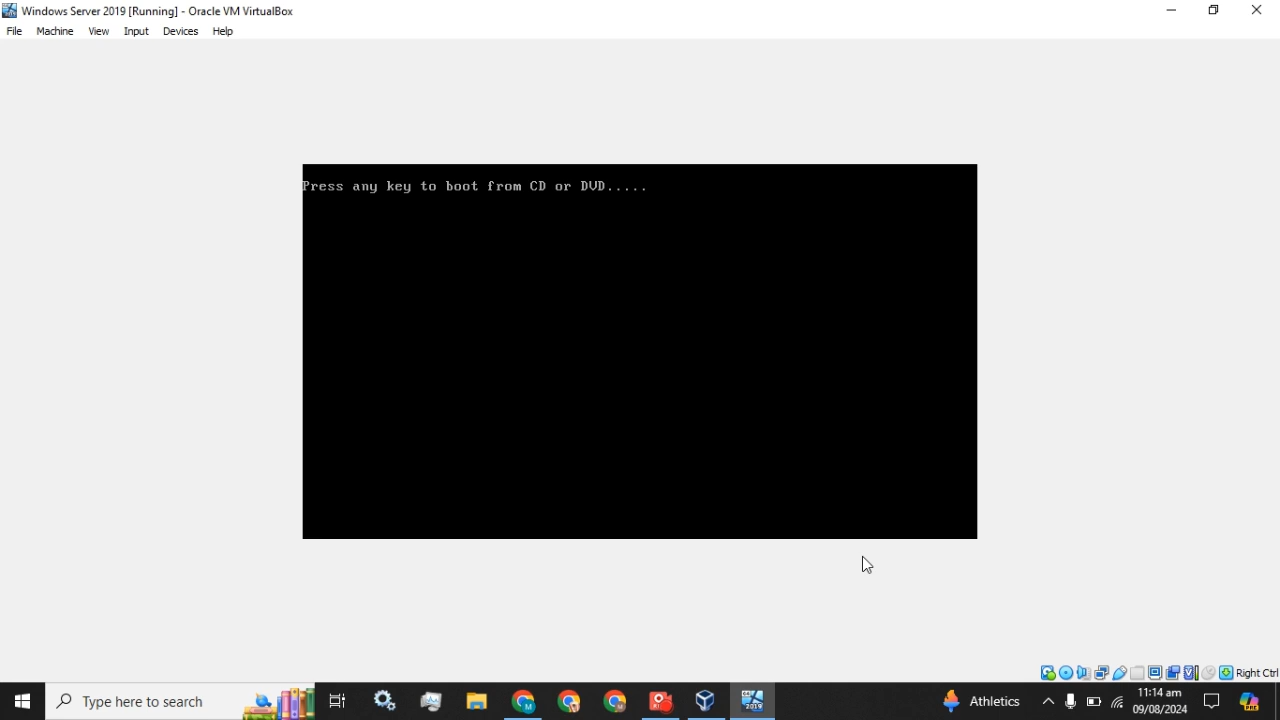 Windows Server 2019 [Running] - Oracle VM VirtualBox
File Machine View Input Devices Help
Press any key to boot from CD or DVD.....
Right Ctrl
Type here to search
2019
Athletics
11:14 am
09/08/2024